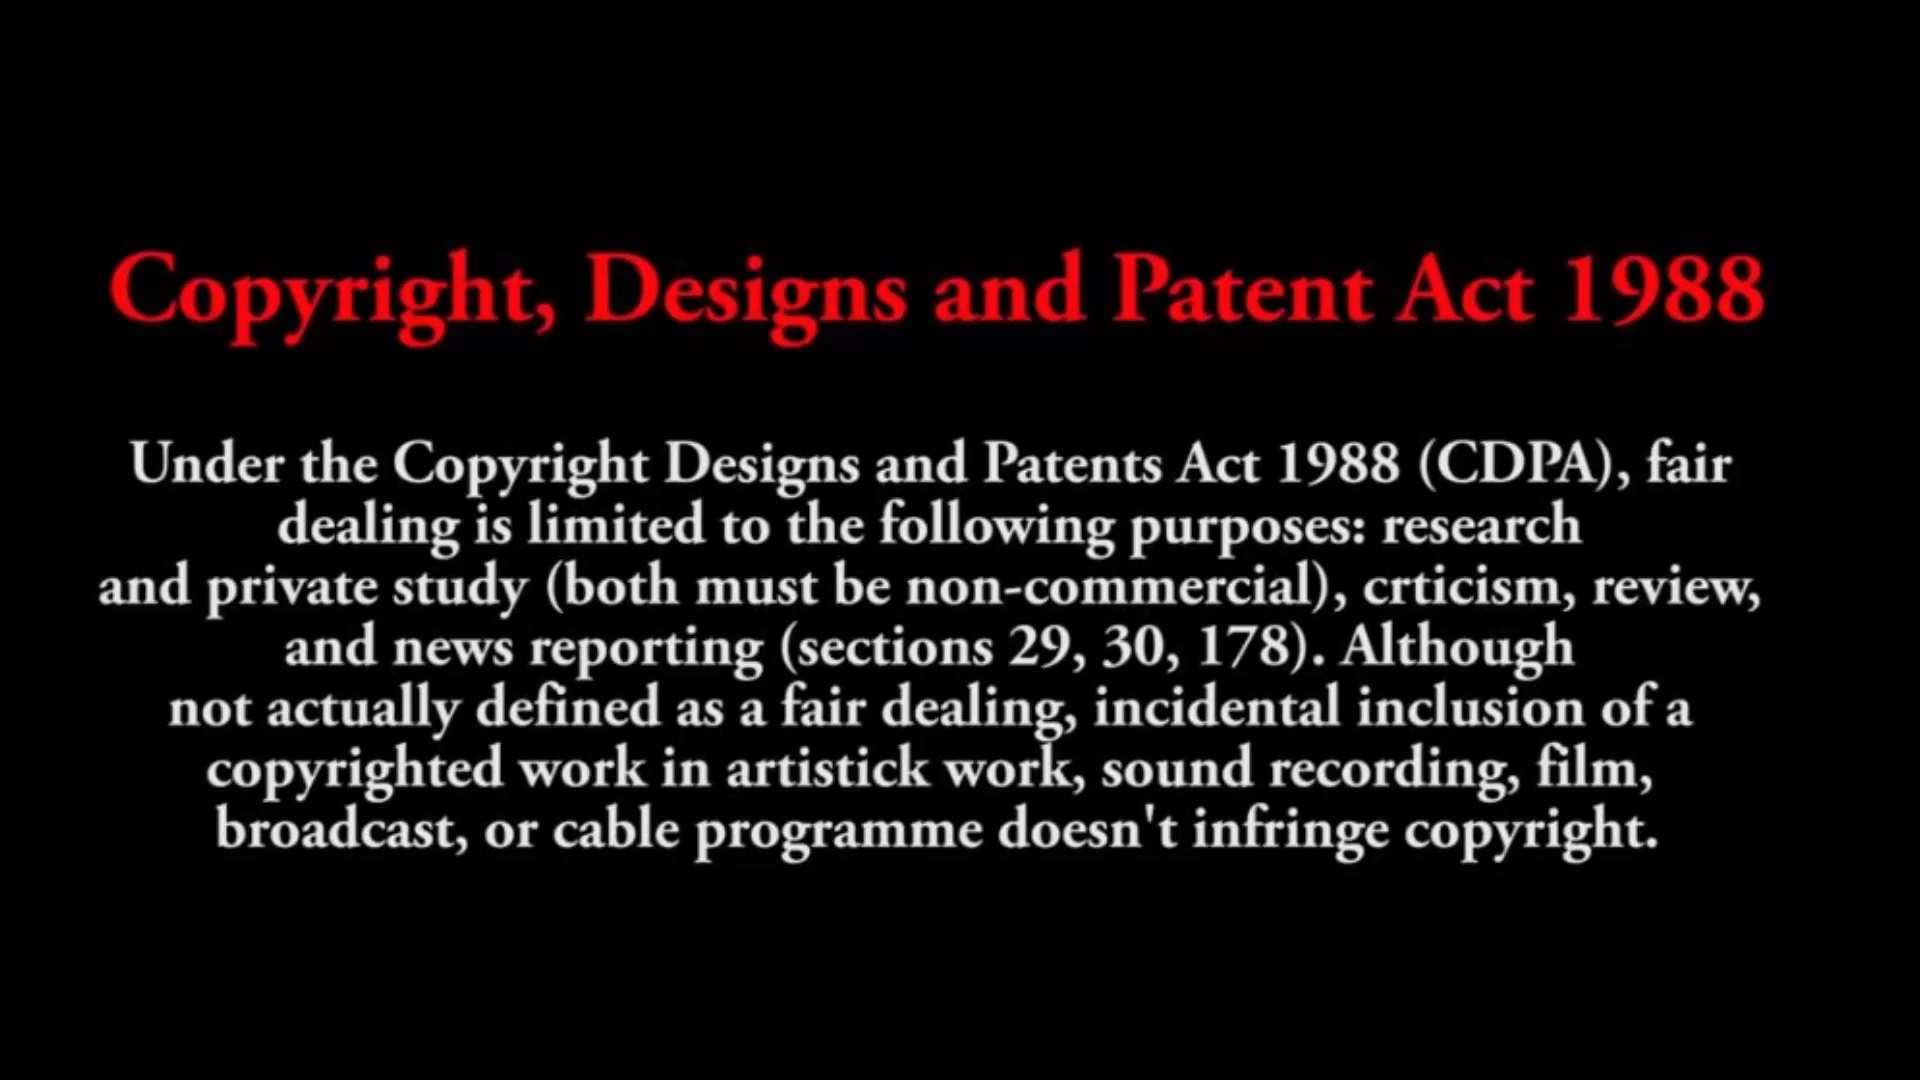 Copyright, Designs and Patent Act 1988
Under the Copyright Designs and Patents Act 1988 (CDPA), fair
dealing is limited to the following purposes: research
and private study (both must be non-commercial), crticism, review,
and news reporting (sections 29, 30, 178). Although
not actually defined as a fair dealing, incidental inclusion of a
copyrighted work in artistick work, sound recording, film,
broadcast, or cable programme doesn't infringe copyright.